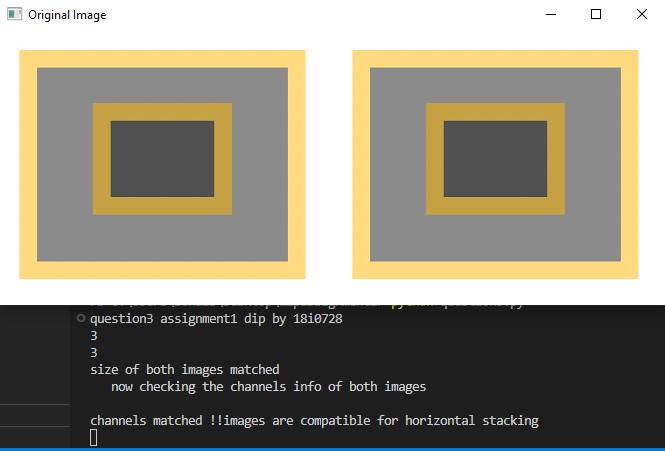 Original Image
question3 assignment1 dip by 18i0728
3
3
size of both images matched
now checking the channels info of both images
channels matched !!images are compatible for horizontal stacking